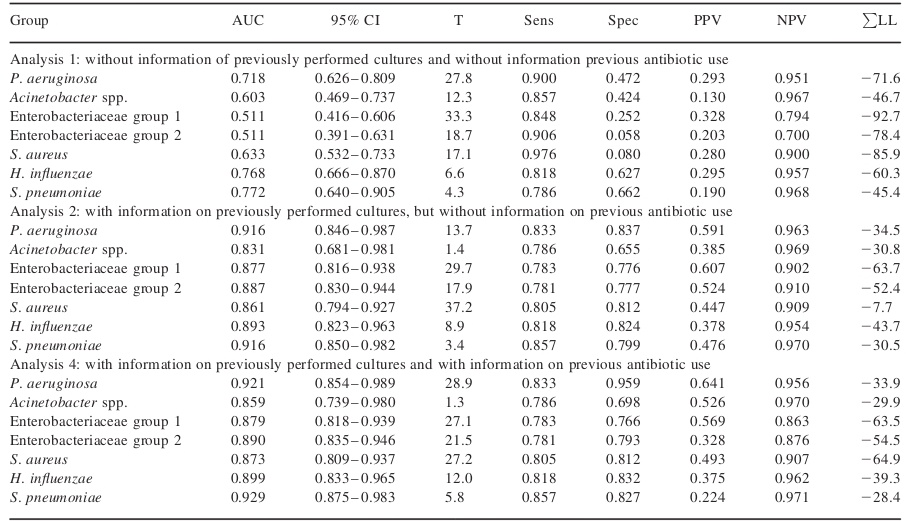 Group AUC 95% CI T Sens Spec PPV NPV ∑LL
Analysis 1: without information of previously performed cultures and without information previous antibiotic use
P. aeruginosa 0.718 0.626–0.809 27.8 0.900 0.472 0.293 0.951 −71.6
Acinetobacter spp. 0.603 0.469–0.737 12.3 0.857 0.424 0.130 0.967 −46.7
Enterobacteriaceae group 1 0.511 0.416–0.606 33.3 0.848 0.252 0.328 0.794 −92.7
Enterobacteriaceae group 2 0.511 0.391–0.631 18.7 0.906 0.058 0.203 0.700 −78.4
S. aureus 0.633 0.532–0.733 17.1 0.976 0.080 0.280 0.900 −85.9
H. influenzae 0.768 0.666–0.870 6.6 0.818 0.627 0.295 0.957 −60.3
S. pneumoniae 0.772 0.640–0.905 4.3 0.786 0.662 0.190 0.968 −45.4
Analysis 2: with information on previously performed cultures, but without information on previous antibiotic use
P. aeruginosa 0.916 0.846–0.987 13.7 0.833 0.837 0.591 0.963 −34.5
Acinetobacter spp. 0.831 0.681–0.981 1.4 0.786 0.655 0.385 0.969 −30.8
Enterobacteriaceae group 1 0.877 0.816–0.938 29.7 0.783 0.776 0.607 0.902 −63.7
Enterobacteriaceae group 2 0.887 0.830–0.944 17.9 0.781 0.777 0.524 0.910 −52.4
S. aureus 0.861 0.794–0.927 37.2 0.805 0.812 0.447 0.909 −7.7
H. influenzae 0.893 0.823–0.963 8.9 0.818 0.824 0.378 0.954 −43.7
S. pneumoniae 0.916 0.850–0.982 3.4 0.857 0.799 0.476 0.970 −30.5
Analysis 4: with information on previously performed cultures and with information on previous antibiotic use
P. aeruginosa 0.921 0.854–0.989 28.9 0.833 0.959 0.641 0.956 −33.9
Acinetobacter spp. 0.859 0.739–0.980 1.3 0.786 0.698 0.526 0.970 −29.9
Enterobacteriaceae group 1 0.879 0.818–0.939 27.1 0.783 0.766 0.569 0.863 −63.5
Enterobacteriaceae group 2 0.890 0.835–0.946 21.5 0.781 0.793 0.328 0.876 −54.5
S. aureus 0.873 0.809–0.937 27.2 0.805 0.812 0.493 0.907 −64.9
H. influenzae 0.899 0.833–0.965 12.0 0.818 0.832 0.375 0.962 −39.3
S. pneumoniae 0.929 0.875–0.983 5.8 0.857 0.827 0.224 0.971 −28.4